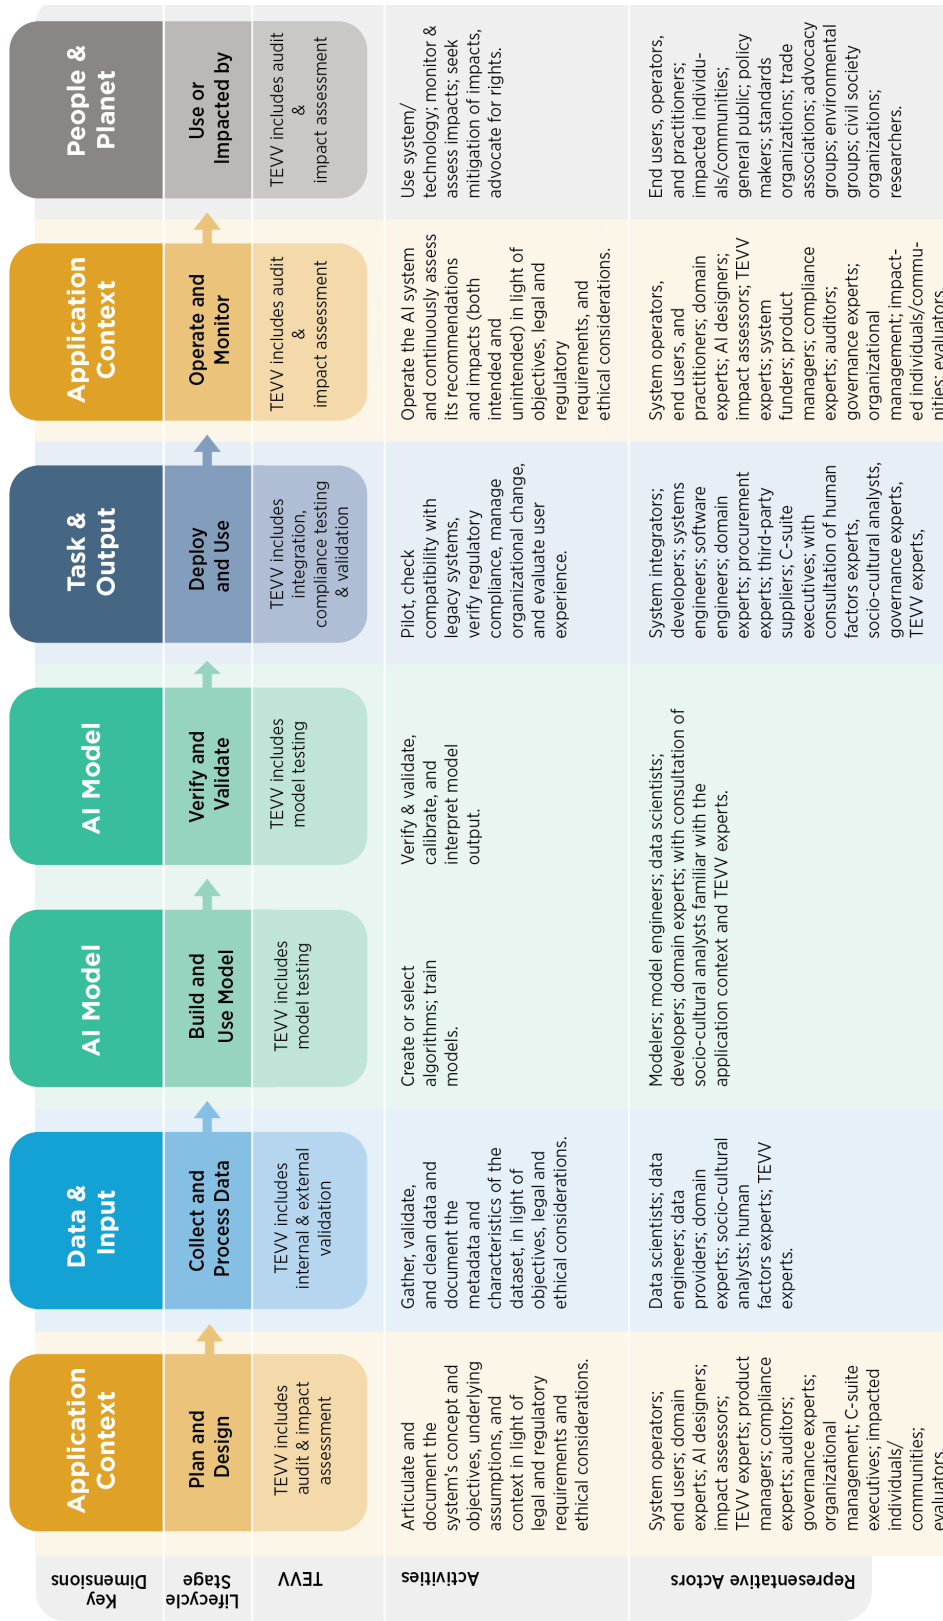 Key
Dimensions
Lifecycle
Stage
TEVV
Activities
Representative Actors
Application
Context
Plan and
Design
TEVV includes
audit & impact
assessment
Articulate and
document the
system's concept and
objectives, underlying
assumptions, and
context in light of
legal and regulatory
requirements and
ethical considerations.
System operators;
end users; domain
experts; AI designers;
impact assessors;
TEVV experts; product
managers; compliance
experts; auditors;
governance experts;
organizational
management; C-suite
executives; impacted
individuals/
communities;
evaluators.
Data &
Input
Collect and
Process Data
TEVV includes
internal & external
validation
Gather, validate,
and clean data and
document the
metadata and
characteristics of the
dataset, in light of
objectives, legal and
ethical considerations.
Data scientists; data
engineers; data
providers; domain
experts; socio-cultural
analysts; human
factors experts; TEVV
experts.
AI Model
Build and
Use Model
TEVV includes
model testing
Create or select
algorithms; train
models.
AI Model
Verify and
Validate
TEVV includes
model testing
Verify & validate,
calibrate, and
interpret model
output.
Modelers; model engineers; data scientists;
developers; domain experts; with consultation of
socio-cultural analysts familiar with the
application context and TEVV experts.
Task &
Output
Deploy
and Use
TEVV includes
integration,
compliance testing
& validation
Pilot, check
compatibility with
legacy systems,
verify regulatory
compliance, manage
organizational change,
and evaluate user
experience.
System integrators;
developers; systems
engineers; software
engineers; domain
experts; procurement
experts; third-party
suppliers; C-suite
executives; with
consultation of human
factors experts,
socio-cultural analysts,
governance experts,
TEVV experts,
Application
Context
Operate and
Monitor
TEVV includes audit
&
impact assessment
Operate the AI system
and continuously assess
its recommendations
and impacts (both
intended and
unintended) in light of
objectives, legal and
regulatory
requirements, and
ethical considerations.
System operators,
end users, and
practitioners; domain
experts; AI designers;
impact assessors; TEVV
experts; system
funders; product
managers; compliance
experts; auditors;
governance experts;
organizational
management; impact-
ed individuals/commu-
nities; evaluators.
People &
Planet
Use or
Impacted by
TEVV includes audit
&
impact assessment
Use system/
technology; monitor &
assess impacts; seek
mitigation of impacts,
advocate for rights.
End users, operators,
and practitioners;
impacted individu-
als/communities;
general public; policy
makers; standards
organizations; trade
associations; advocacy
groups; environmental
groups; civil society
organizations;
researchers.